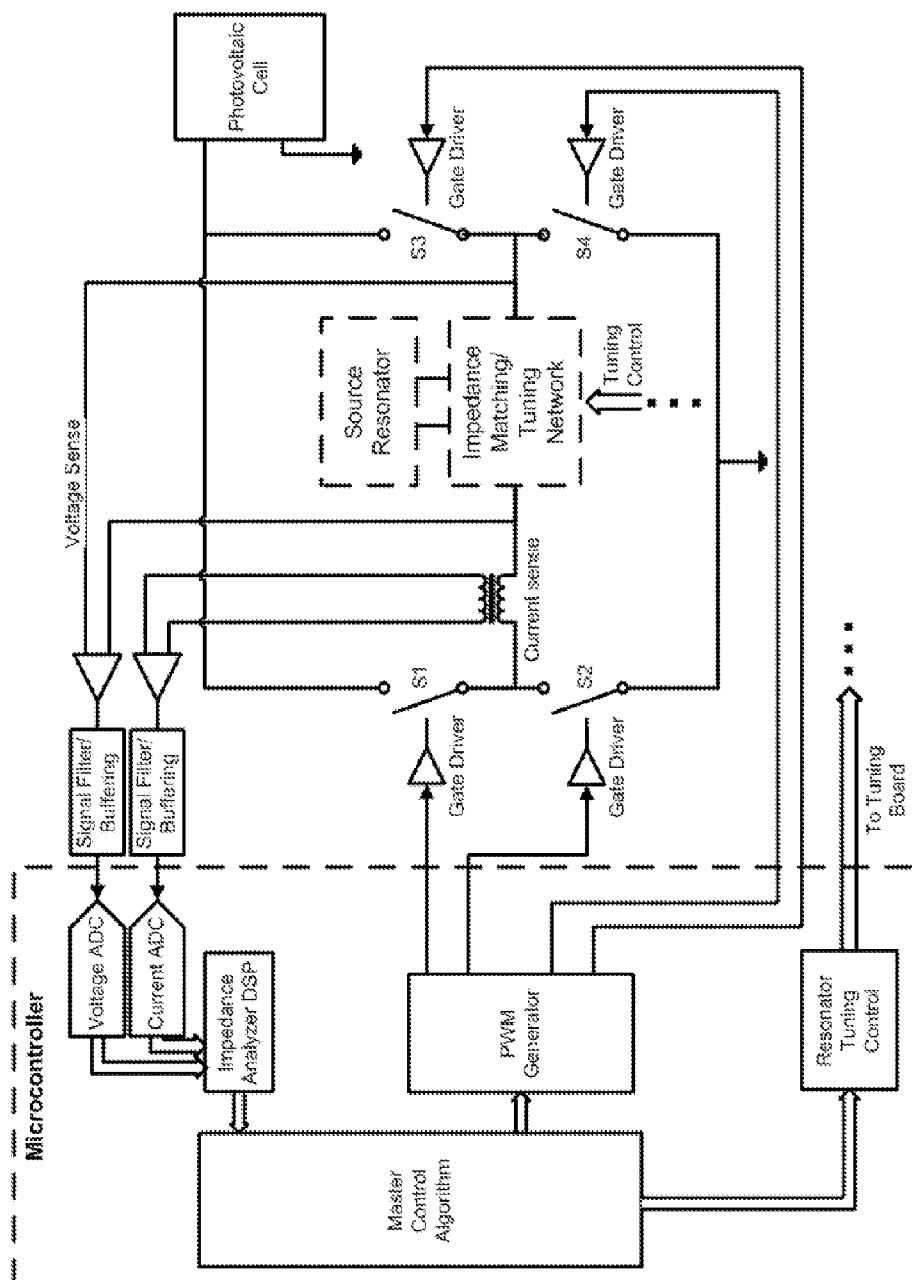 Microcontroller
Master
Control
Algorithm
Impedance
Analyzer DSP
Voltage ADC
Current ADC
Signal Filter/
Buffering
Signal Filter/
Buffering
Voltage Sense
PWM
Generator
Resonator
Tuning
Control
To Tuning
Board
Gate Driver
S1
Gate Driver
S2
Current sense
Source
Resonator
Impedance
Matching/
Tuning
Network
Tuning
Control
Photovoltaic
Cell
S3
Gate Driver
S4
Gate Driver